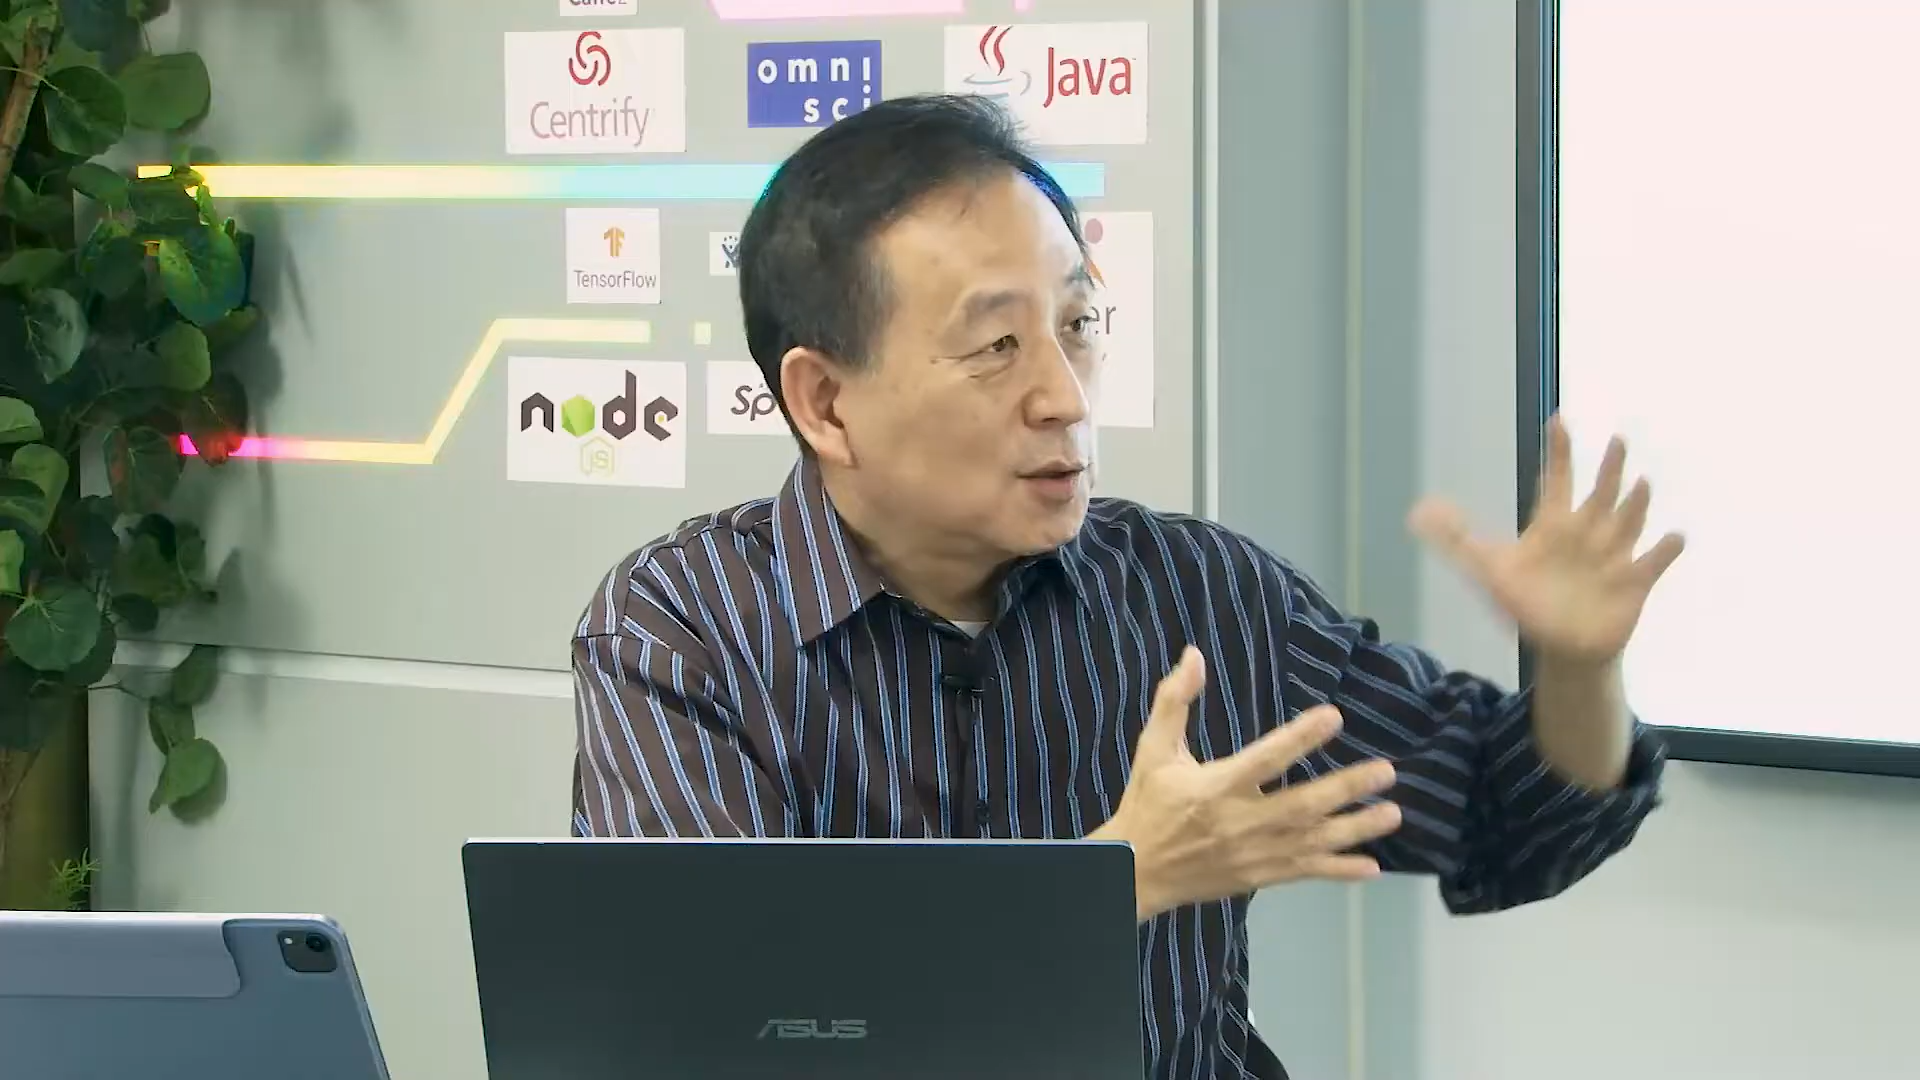 Centrify
omni
sci
Java
TensorFlow
node
JS
ASUS